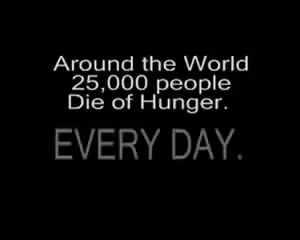 Around the World
25,000 people
Die of Hunger.
EVERY DAY.